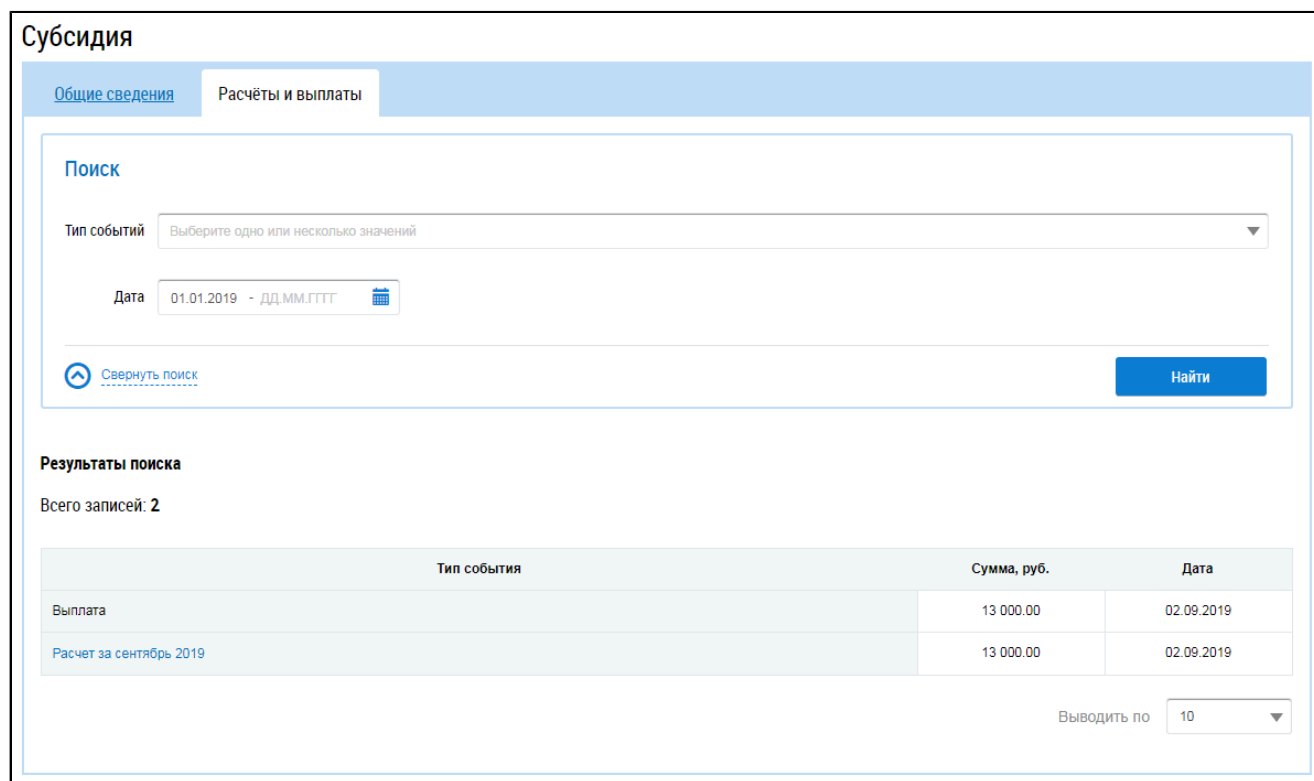 Субсидия
Общие сведения Расчёты и выплаты
Поиск
Тип событий Выберите одно или несколько значений
Дата 01.01.2019 - ДД.ММ.ГГГГ
Свернуть поиск Найти
Результаты поиска
Всего записей: 2
Тип события Сумма, руб. Дата
Выплата 13 000.00 02.09.2019
Расчет за сентябрь 2019 13 000.00 02.09.2019
Выводить по 10